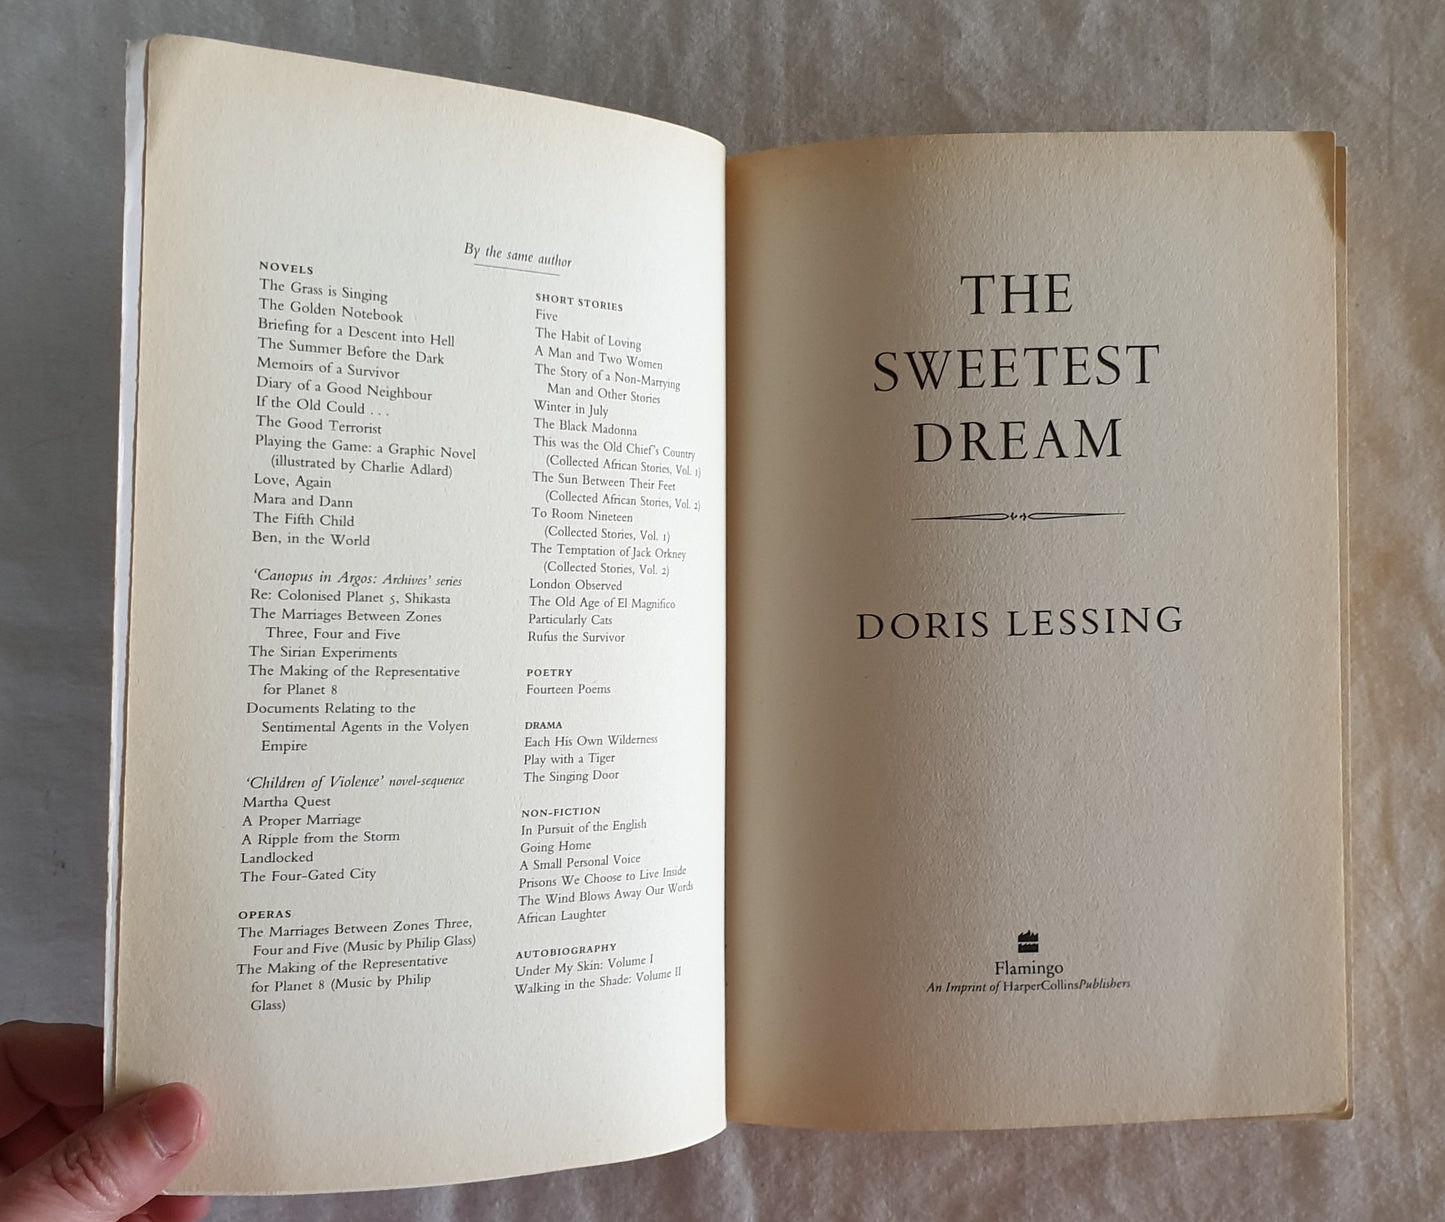 By the same author
NOVELS
The Grass is Singing
The Golden Notebook
Briefing for a Descent into Hell
The Summer Before the Dark
Memoirs of a Survivor
Diary of a Good Neighbour
If the Old Could . . .
The Good Terrorist
Playing the Game: a Graphic Novel
(illustrated by Charlie Adlard)
Love, Again
Mara and Dann
The Fifth Child
Ben, in the World
‘Canopus in Argos: Archives’ series
Re: Colonised Planet 5, Shikasta
The Marriages Between Zones
Three, Four and Five
The Sirian Experiments
The Making of the Representative
for Planet 8
Documents Relating to the
Sentimental Agents in the Volyen
Empire
‘Children of Violence’ novel-sequence
Martha Quest
A Proper Marriage
A Ripple from the Storm
Landlocked
The Four-Gated City
OPERAS
The Marriages Between Zones Three,
Four and Five (Music by Philip Glass)
The Making of the Representative
for Planet 8 (Music by Philip
Glass)
SHORT STORIES
Five
The Habit of Loving
A Man and Two Women
The Story of a Non-Marrying
Man and Other Stories
Winter in July
The Black Madonna
This was the Old Chief's Country
(Collected African Stories, Vol. 1)
The Sun Between Their Feet
(Collected African Stories, Vol. 2)
To Room Nineteen
(Collected Stories, Vol. 1)
The Temptation of Jack Orkney
(Collected Stories, Vol. 2)
London Observed
The Old Age of El Magnifico
Particularly Cats
Rufus the Survivor
POETRY
Fourteen Poems
DRAMA
Each His Own Wilderness
Play with a Tiger
The Singing Door
NON-FICTION
In Pursuit of the English
Going Home
A Small Personal Voice
Prisons We Choose to Live Inside
The Wind Blows Away Our Words
African Laughter
AUTOBIOGRAPHY
Under My Skin: Volume I
Walking in the Shade: Volume II
THE
SWEETEST
DREAM
DORIS LESSING
Flamingo
An Imprint of HarperCollinsPublishers